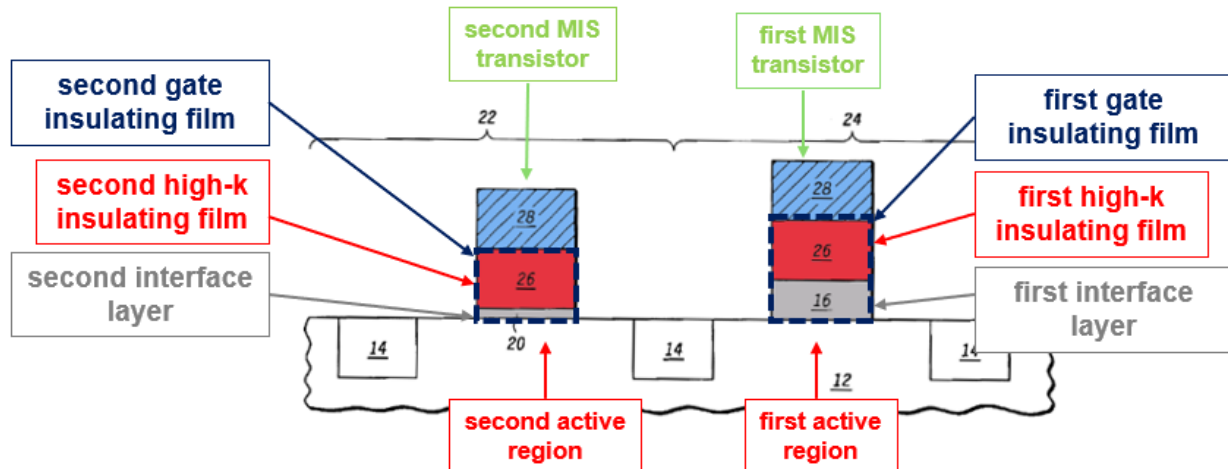 second MIS
transistor
first MIS
transistor
second gate
insulating film
22
24
first gate
insulating film
second high-k
insulating film
28
28
first high-k
insulating film
second interface
layer
26
26
16
first interface
layer
20
14
14
14
12
second active
region
first active
region